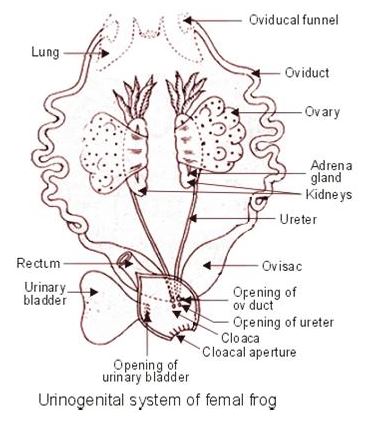 Oviducal funnel
Lung
Oviduct
Ovary
Adrena
gland
Kidneys
Ureter
Rectum
Ovisac
Urinary
bladder
Opening of
ov duct
Opening of ureter
Cloaca
Cloacal aperture
Opening of
urinary bladder
Urinogenital system of femal frog